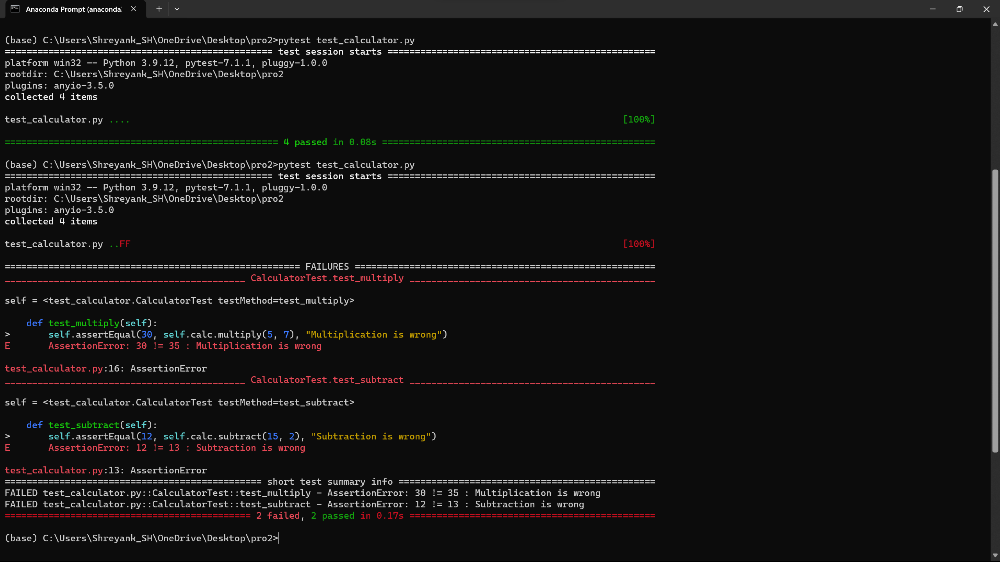 Anaconda Prompt (anaconda
(base) C:\Users\Shreyank_SH\OneDrive\Desktop\pro2>pytest test_calculator.py
================================================= test session starts =================================================
platform win32 -- Python 3.9.12, pytest-7.1.1, pluggy-1.0.0
rootdir: C:\Users\Shreyank_SH\OneDrive\Desktop\pro2
plugins: anyio-3.5.0
collected 4 items
test_calculator.py .... [100%]
================================================== 4 passed in 0.08s ==================================================
(base) C:\Users\Shreyank_SH\OneDrive\Desktop\pro2>pytest test_calculator.py
================================================= test session starts =================================================
platform win32 -- Python 3.9.12, pytest-7.1.1, pluggy-1.0.0
rootdir: C:\Users\Shreyank_SH\OneDrive\Desktop\pro2
plugins: anyio-3.5.0
collected 4 items
test_calculator.py ..FF [100%]
====================================================== FAILURES =======================================================
____________________________________________ CalculatorTest.test_multiply _____________________________________________
self = <test_calculator.CalculatorTest testMethod=test_multiply>
    def test_multiply(self):
>       self.assertEqual(30, self.calc.multiply(5, 7), "Multiplication is wrong")
E       AssertionError: 30 != 35 : Multiplication is wrong
test_calculator.py:16: AssertionError
____________________________________________ CalculatorTest.test_subtract _____________________________________________
self = <test_calculator.CalculatorTest testMethod=test_subtract>
    def test_subtract(self):
>       self.assertEqual(12, self.calc.subtract(15, 2), "Subtraction is wrong")
E       AssertionError: 12 != 13 : Subtraction is wrong
test_calculator.py:13: AssertionError
=============================================== short test summary info ===============================================
FAILED test_calculator.py::CalculatorTest::test_multiply - AssertionError: 30 != 35 : Multiplication is wrong
FAILED test_calculator.py::CalculatorTest::test_subtract - AssertionError: 12 != 13 : Subtraction is wrong
============================================= 2 failed, 2 passed in 0.17s =============================================
(base) C:\Users\Shreyank_SH\OneDrive\Desktop\pro2>